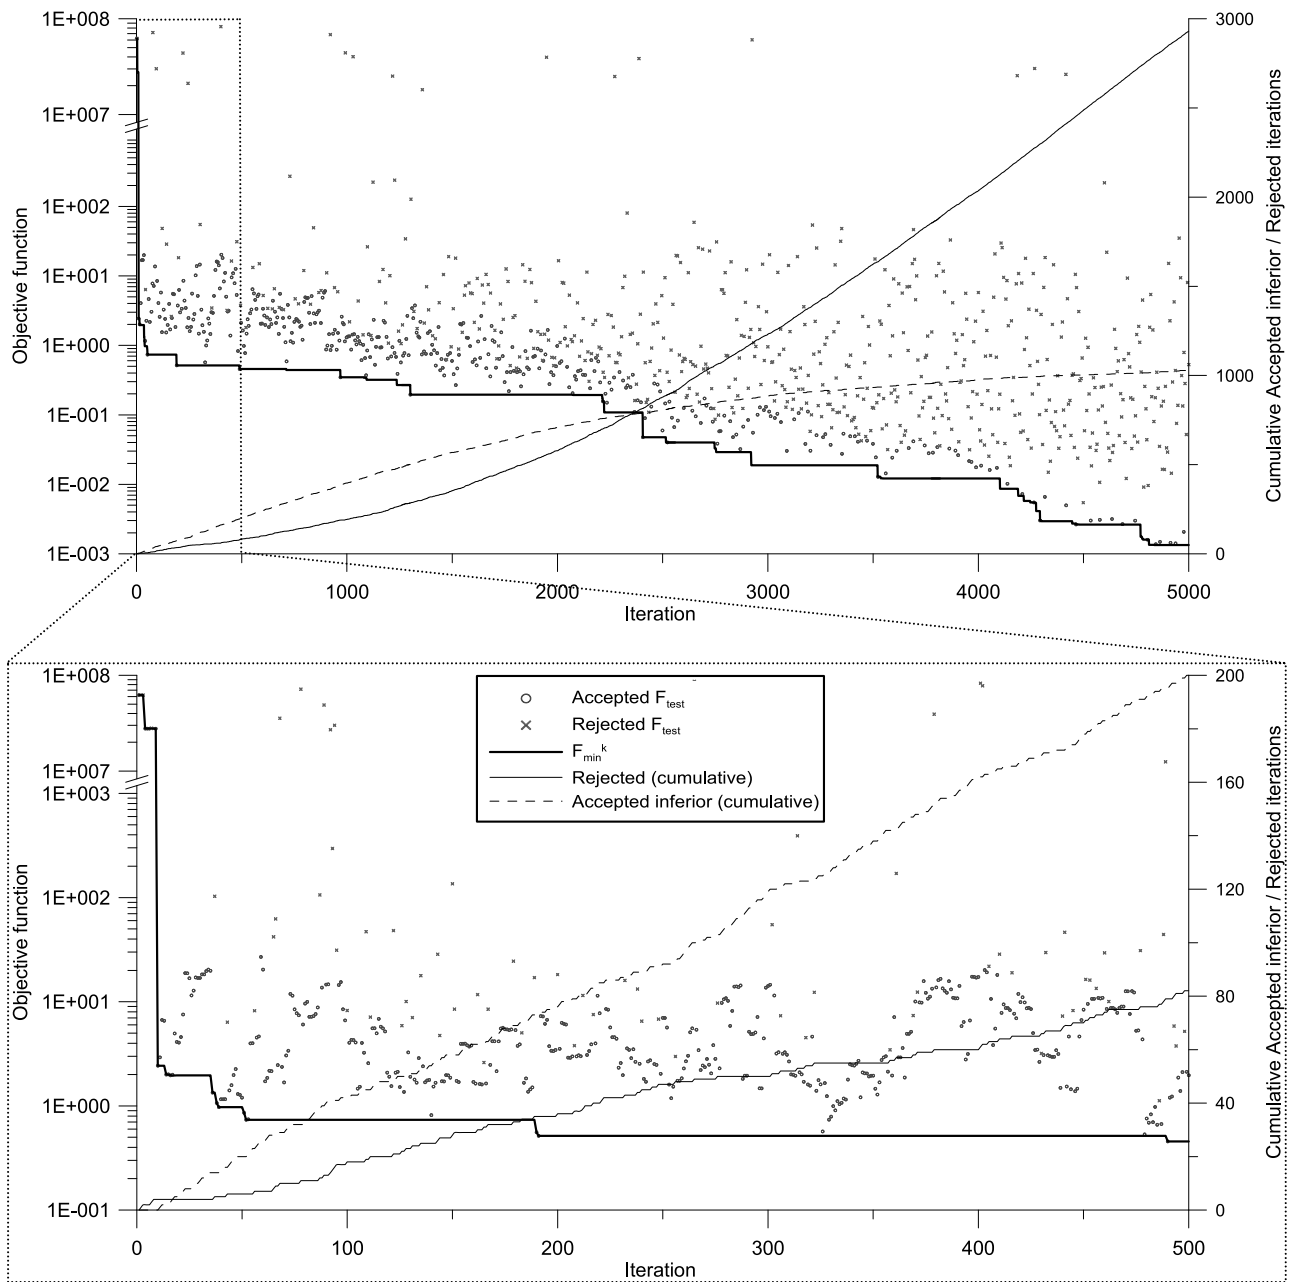 1E+008
1E+007
1E+002
1E+001
1E+000
1E-001
1E-002
1E-003
Objective function
3000
2000
1000
0
Cumulative Accepted inferior / Rejected iterations
0
1000
2000
3000
4000
5000
Iteration
1E+008
1E+007
1E+003
1E+002
1E+001
1E+000
1E-001
Objective function
Accepted F_test
Rejected F_test
F_min^k
Rejected (cumulative)
Accepted inferior (cumulative)
200
160
120
80
40
0
Cumulative Accepted inferior / Rejected iterations
0
100
200
300
400
500
Iteration